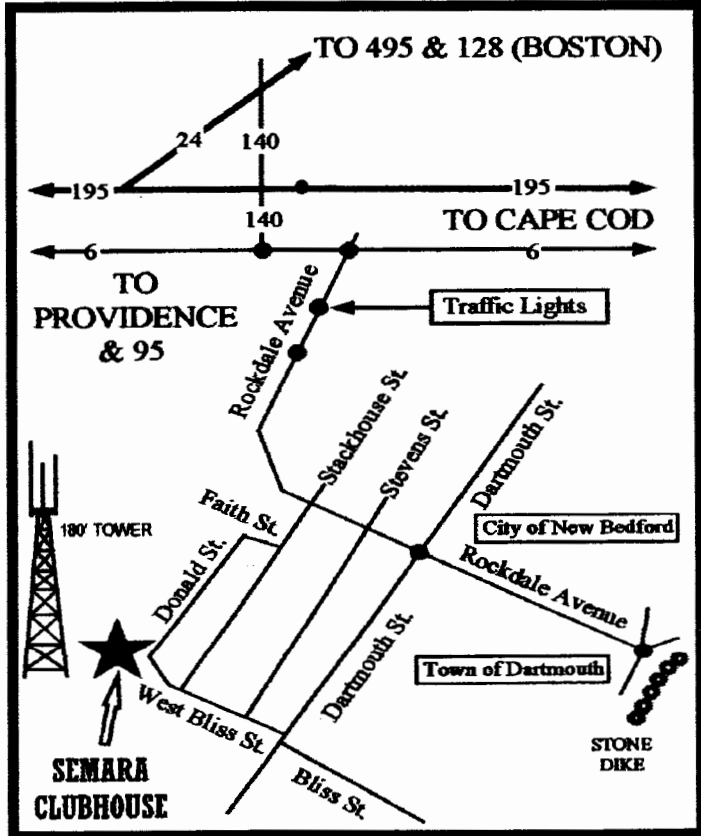 TO 495 & 128 (BOSTON)
24
140
195
195
140
TO CAPE COD
6
6
TO
PROVIDENCE
& 95
Rockdale Avenue
Traffic Lights
Stackhouse St.
Stevens St.
Dartmouth St.
Faith St.
180' TOWER
City of New Bedford
Donald St.
Rockdale Avenue
Dartmouth St.
Town of Dartmouth
West Bliss St.
STONE
DIKE
SEMARA
CLUBHOUSE
Bliss St.